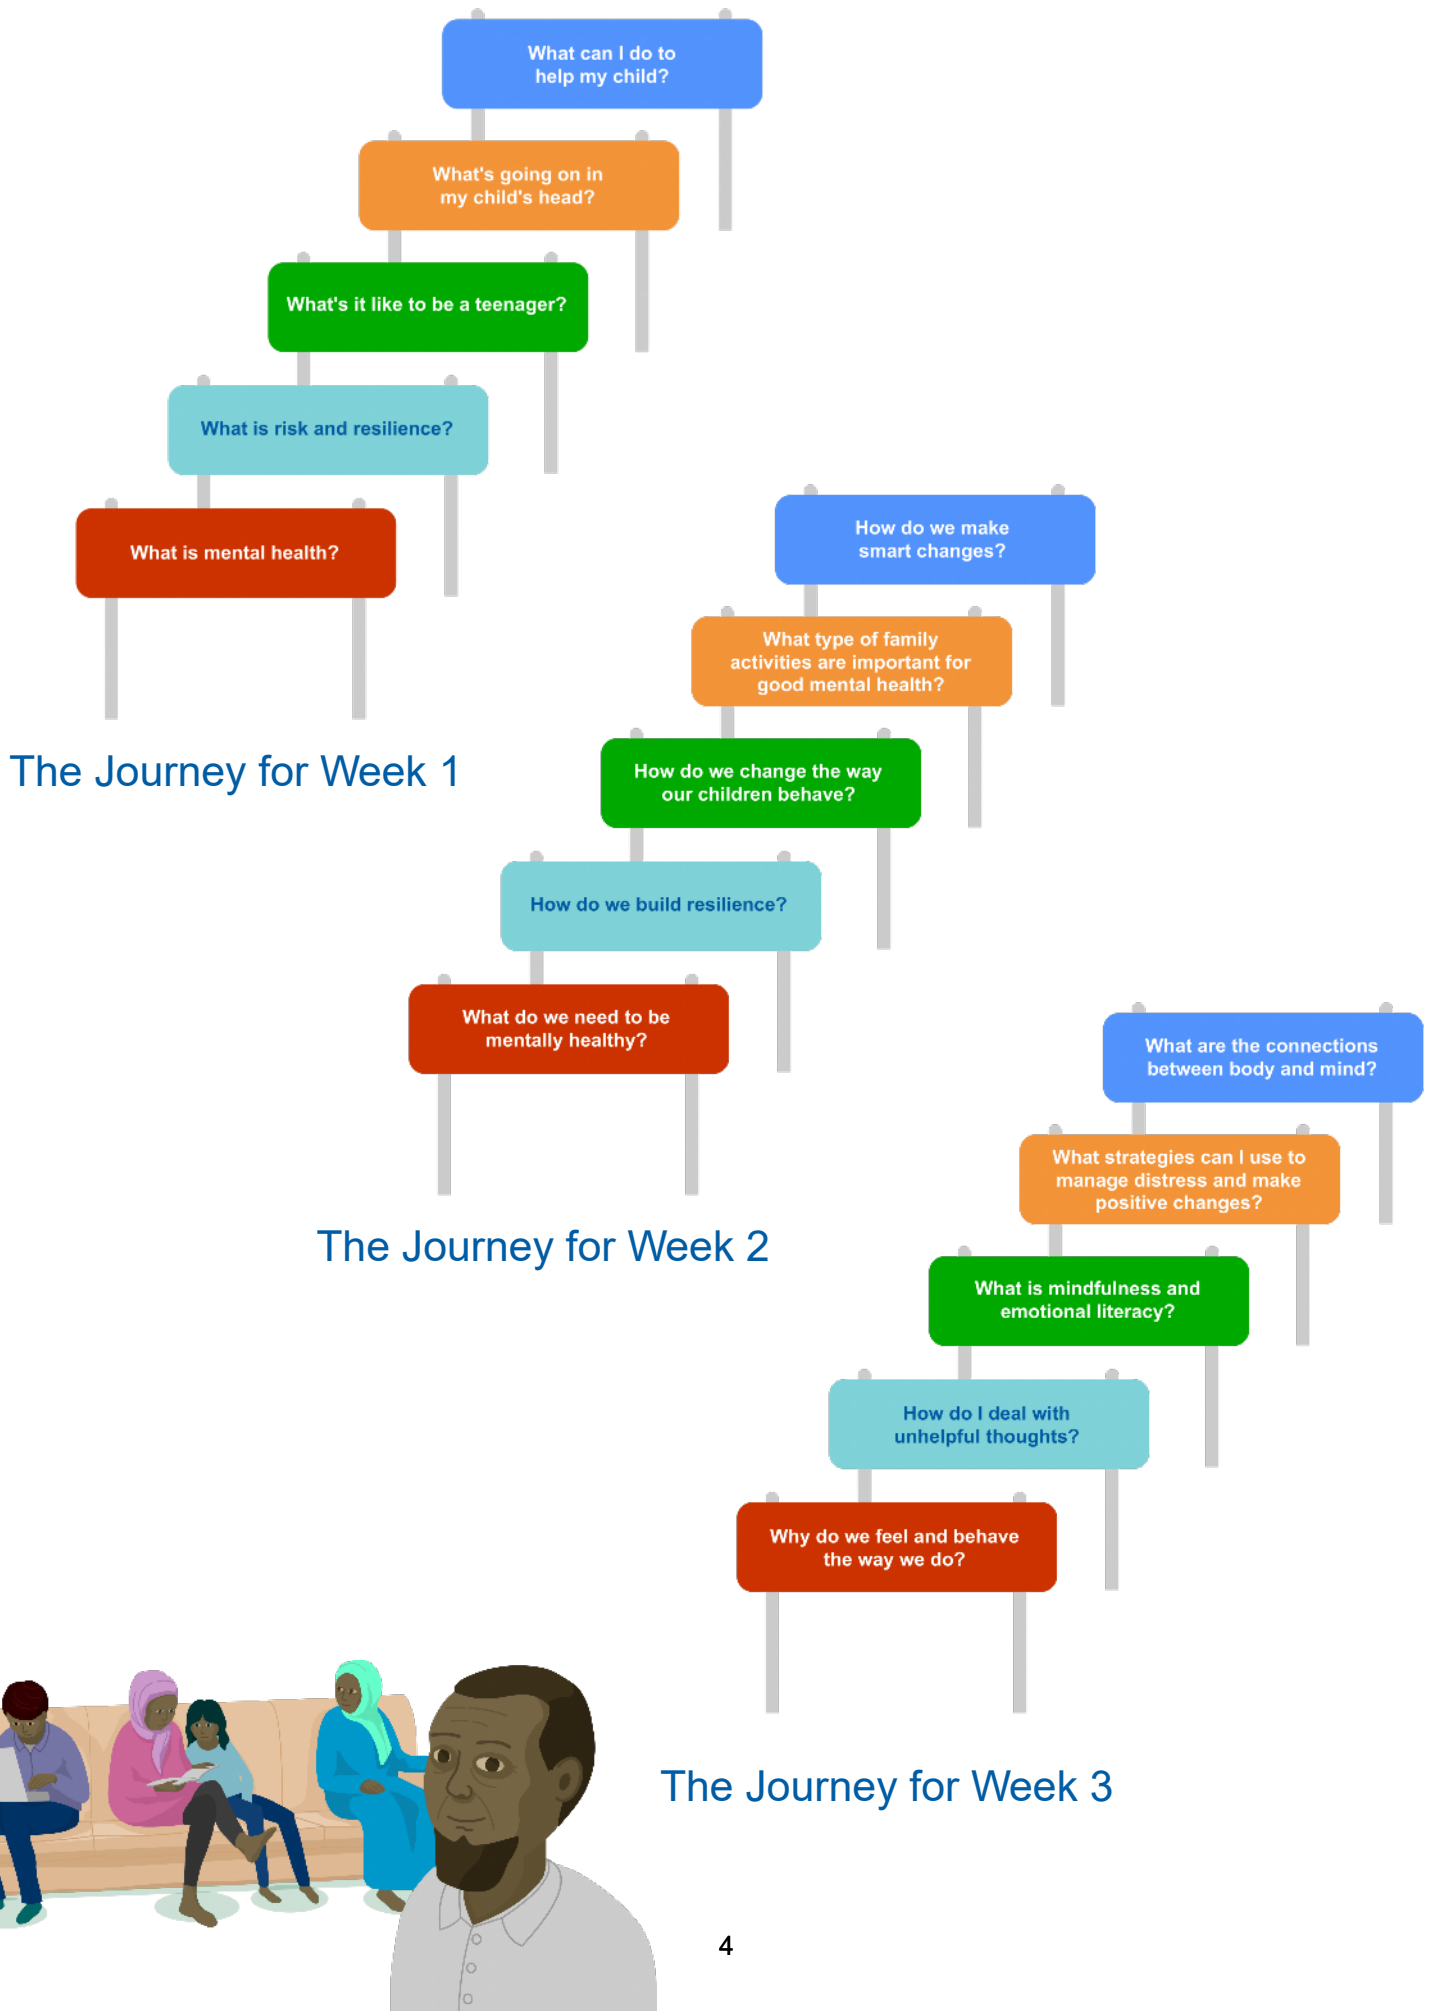 What can I do to
help my child?
What's going on in
my child's head?
What's it like to be a teenager?
What is risk and resilience?
What is mental health?
The Journey for Week 1
How do we make
smart changes?
What type of family
activities are important for
good mental health?
How do we change the way
our children behave?
How do we build resilience?
What do we need to be
mentally healthy?
The Journey for Week 2
What are the connections
between body and mind?
What strategies can I use to
manage distress and make
positive changes?
What is mindfulness and
emotional literacy?
How do I deal with
unhelpful thoughts?
Why do we feel and behave
the way we do?
The Journey for Week 3
4